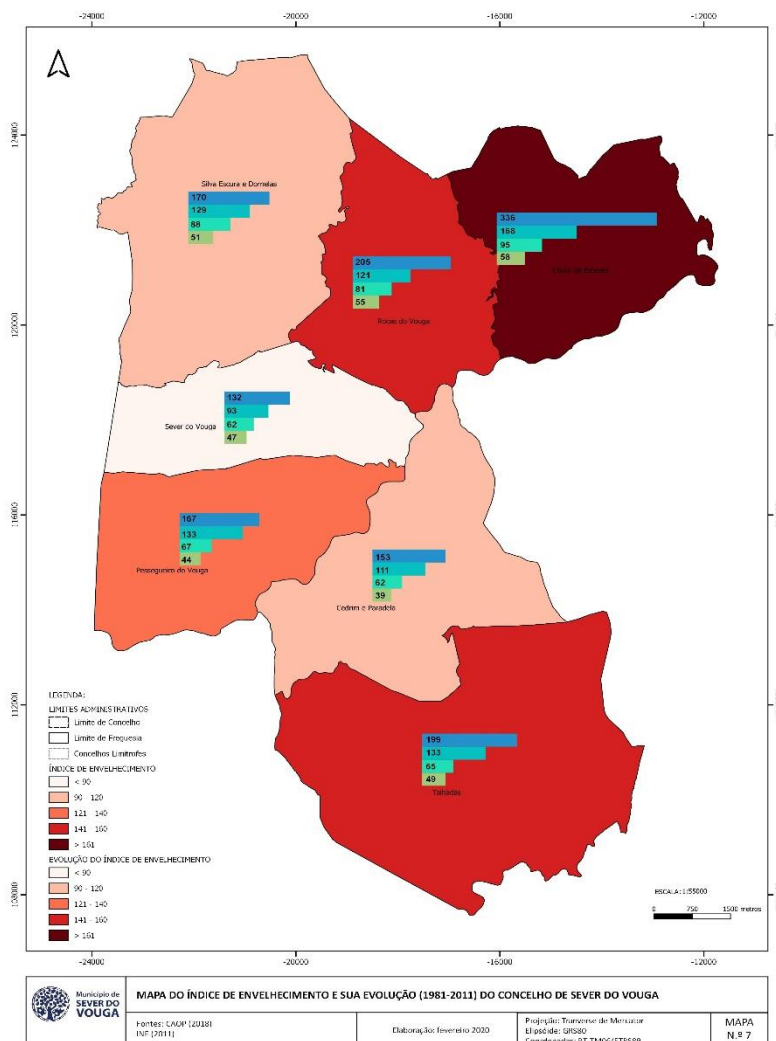 -24000 -20000 -16000 -12000
124000
120000
116000
112000
108000
Silva Escura e Dornelas
170
129
88
51
336
168
95
58
205
121
81
55
Rocas do Vouga
132
93
62
47
Sever do Vouga
167
133
67
44
Pessegueiro do Vouga
153
111
62
39
Cedrim e Paradela
199
133
65
49
Talhadas
LEGENDA:
LIMITES ADMINISTRATIVOS
Limite de Concelho
Limite de Freguesia
Concelhos Limítrofes
ÍNDICE DE ENVELHECIMENTO
< 90
90 - 120
121 - 140
141 - 160
> 161
EVOLUÇÃO DO ÍNDICE DE ENVELHECIMENTO
< 90
90 - 120
121 - 140
141 - 160
> 161
ESCALA:1:55000
0 750 1500 metros
-24000 -20000 -16000 -12000
Município de
SEVER DO
VOUGA
MAPA DO ÍNDICE DE ENVELHECIMENTO E SUA EVOLUÇÃO (1981-2011) DO CONCELHO DE SEVER DO VOUGA
Fontes: CAOP (2018)
INE (2011)
Elaboração: fevereiro 2020
Projeção: Tranverse de Mercator
Elipsóide: GRS80
MAPA
N.º 7